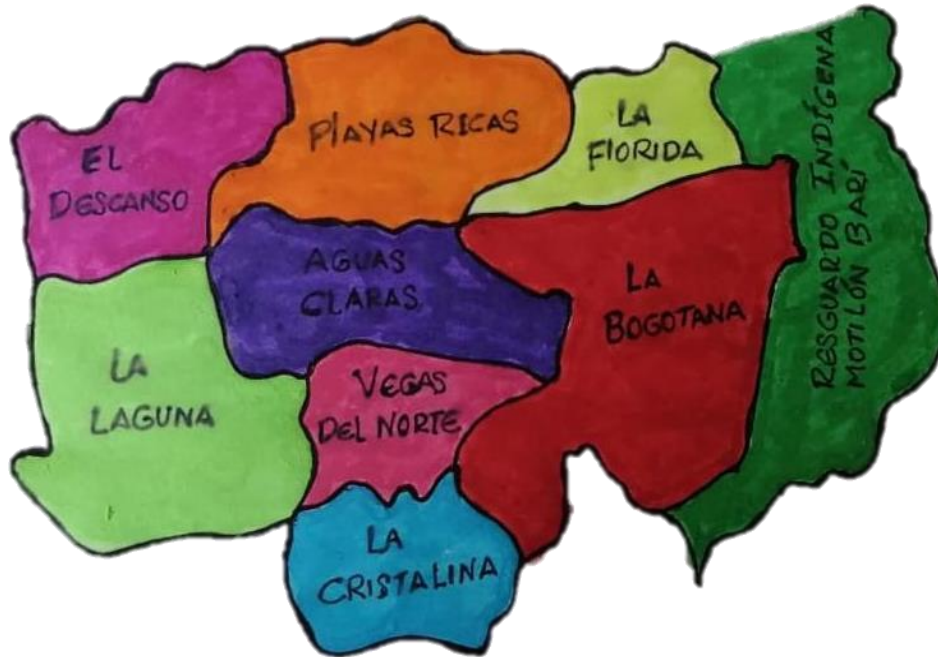 EL
DESCANSO
PlAYAS RICAS
LA
FlORIDA
RESGUARDO INDÍGENA
MOTILÓN BARÍ
AGUAS
CLARAS
LA
BOGOTANA
LA
LAGUNA
VEGAS
DEL NORTE
LA
CRISTALINA